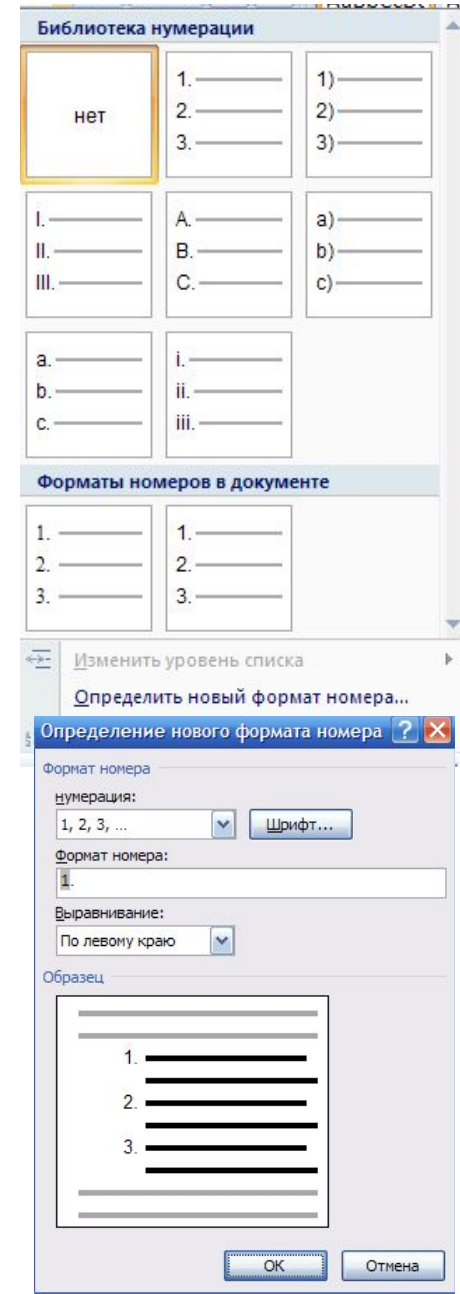 Библиотека нумерации
нет
1.
2.
3.
1)
2)
3)
I.
II.
III.
A.
B.
C.
a)
b)
c)
a.
b.
c.
i.
ii.
iii.
Форматы номеров в документе
1.
2.
3.
1.
2.
3.
Изменить уровень списка
Определить новый формат номера...
Определение нового формата номера
Формат номера
нумерация:
1, 2, 3, ...
Шрифт...
Формат номера:
1.
Выравнивание:
По левому краю
Образец
1.
2.
3.
ОК
Отмена